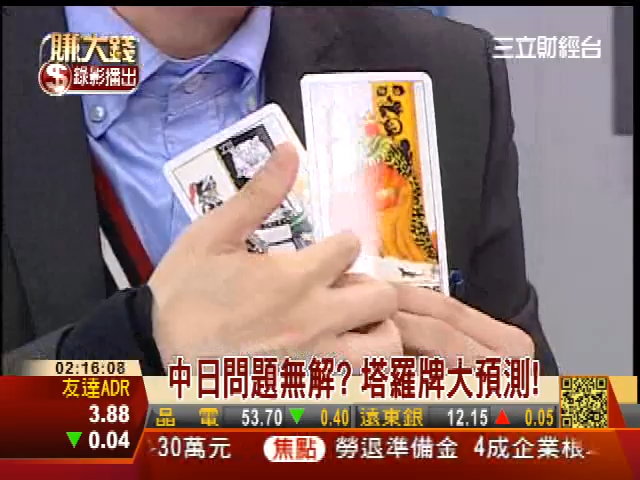 賺大錢
$錄影播出
三立財經台
02:16:08
中日問題無解？塔羅牌大預測！
友達ADR
3.88
▼0.04
晶電 53.70▼0.40 遠東銀 12.15▲0.05
30萬元 焦點 勞退準備金 4成企業根